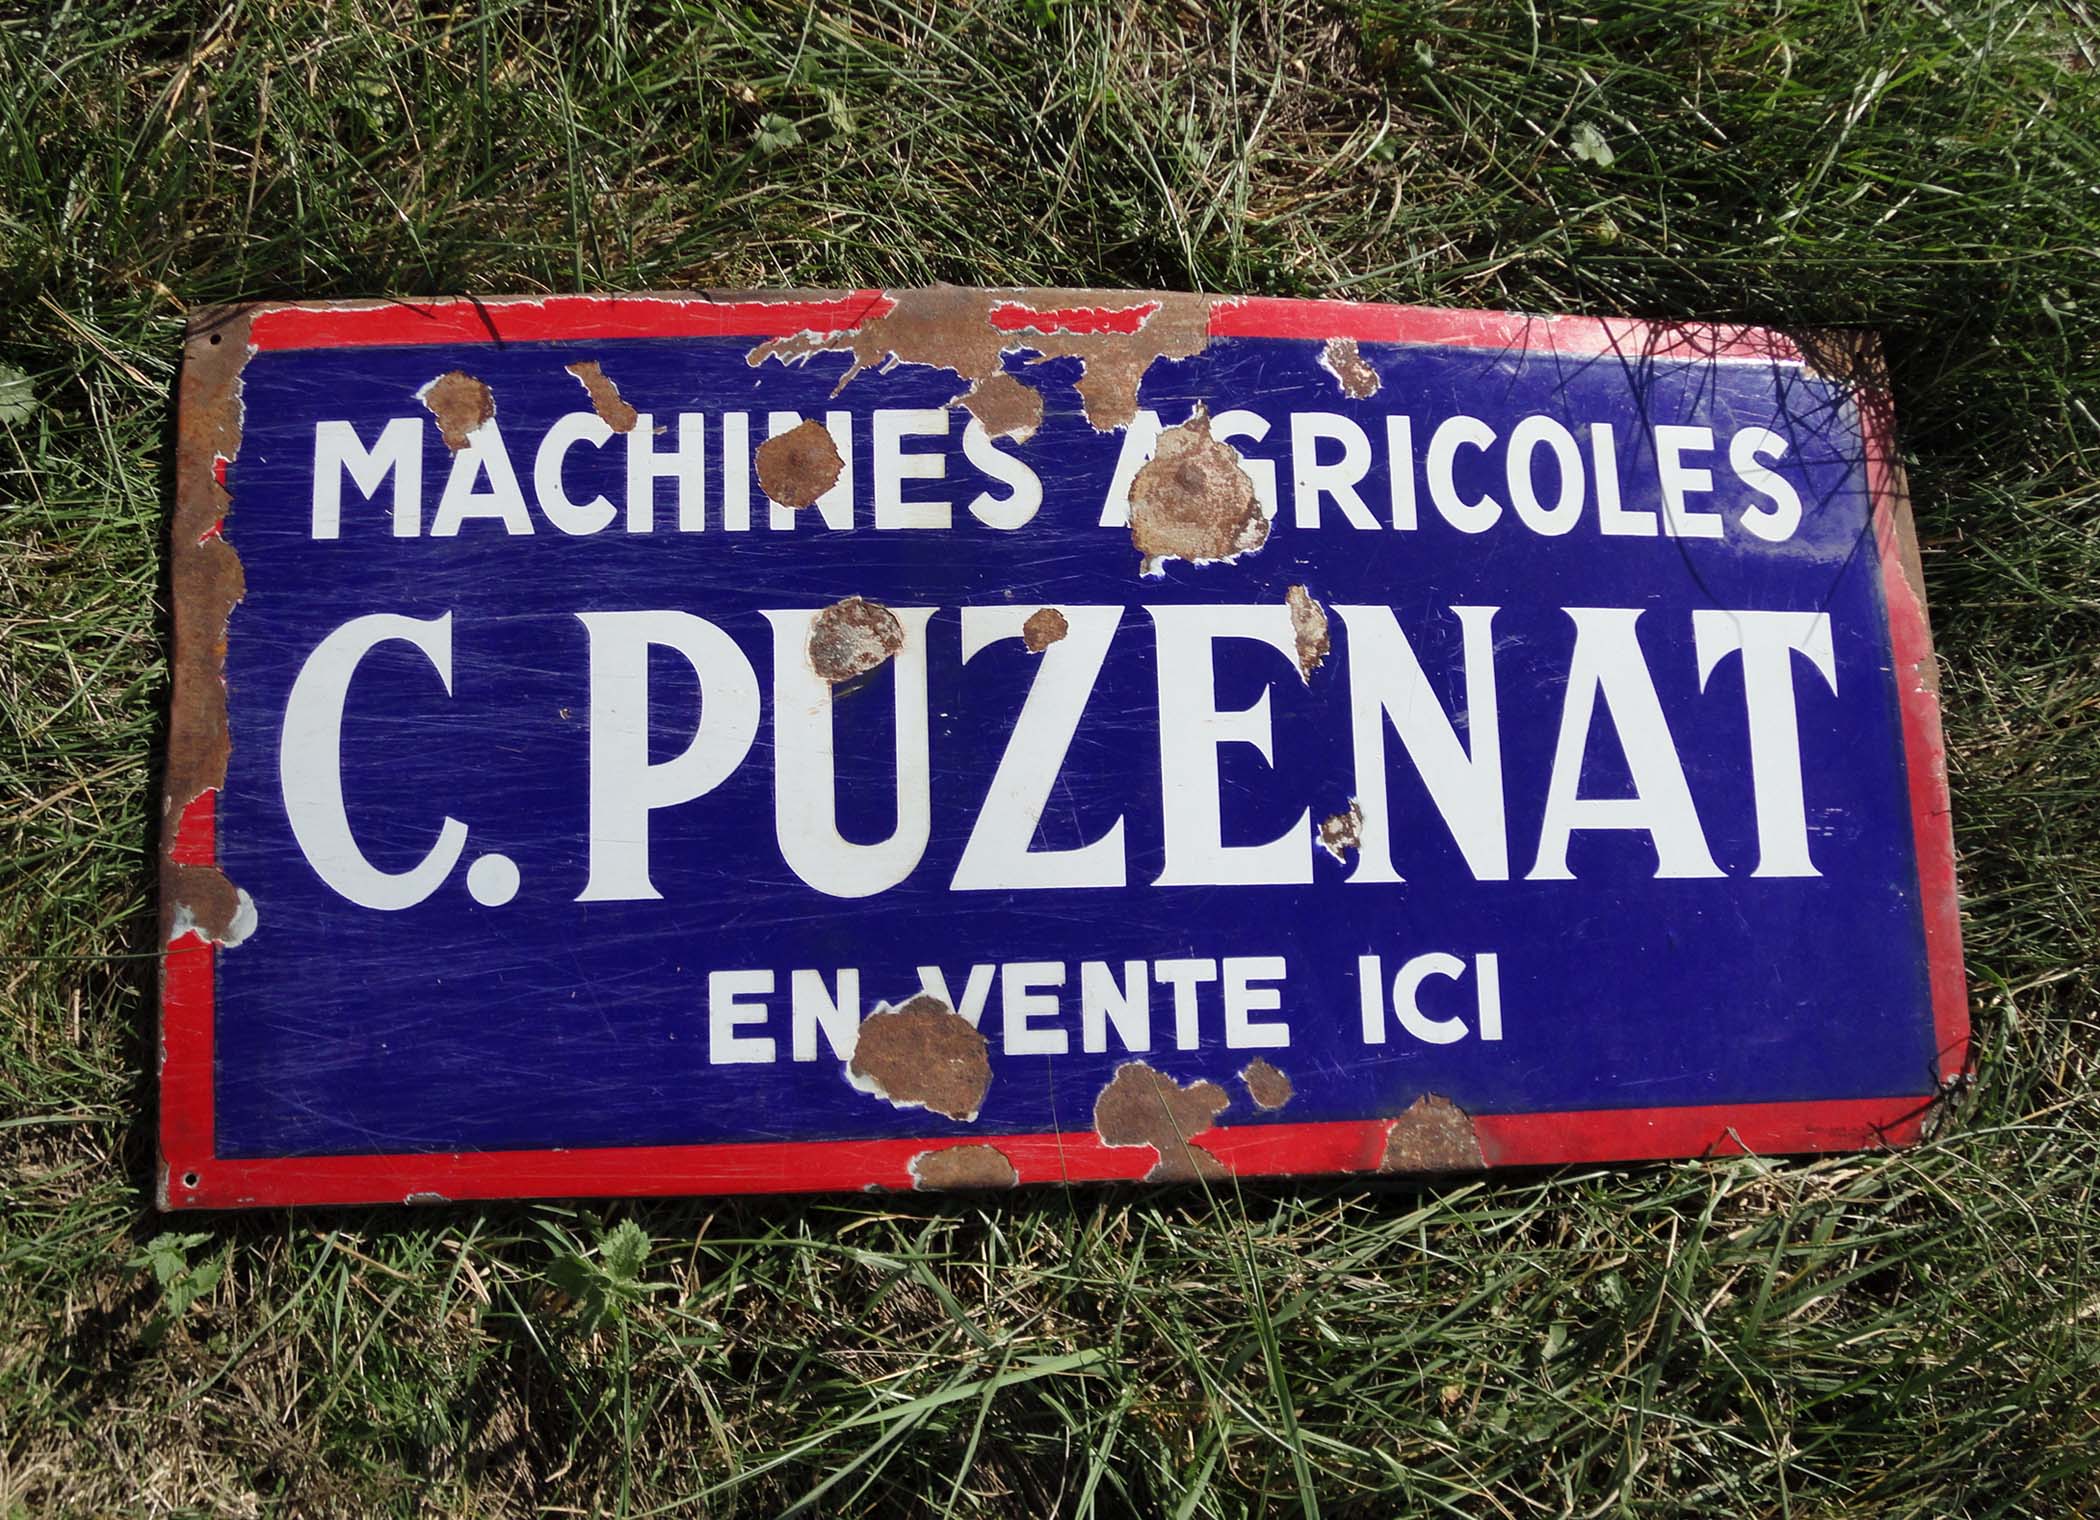 MACHINES AGRICOLES
C. PUZENAT
EN VENTE ICI